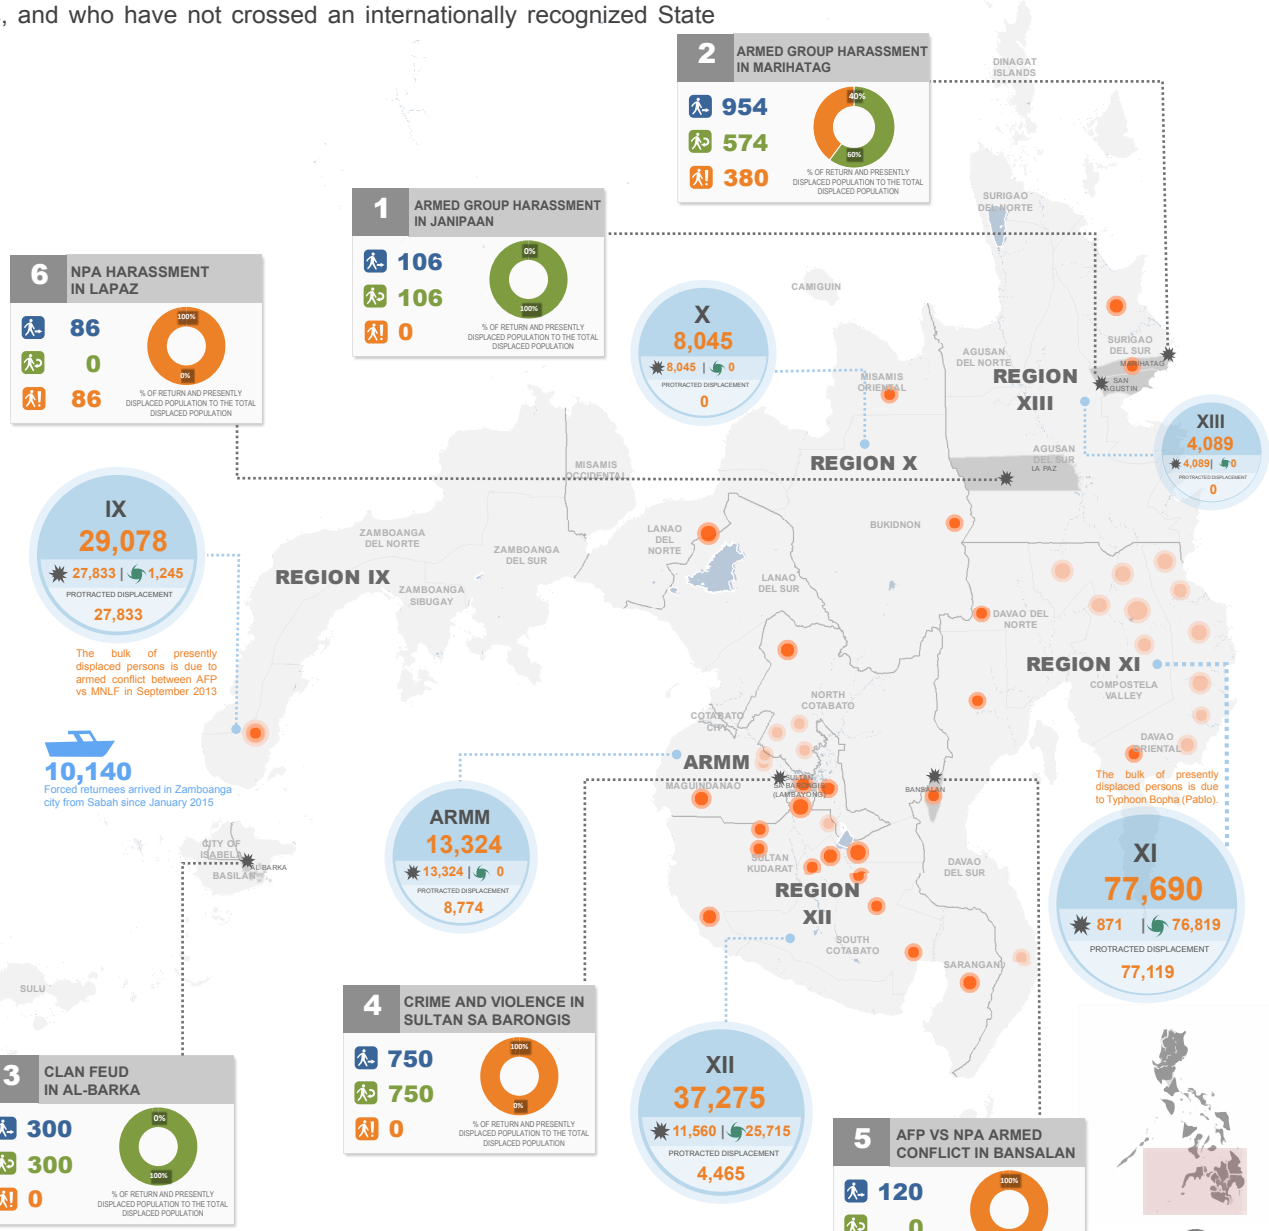 , and who have not crossed an internationally recognized State
2
ARMED GROUP HARASSMENT
IN MARIHATAG
954
574
380
40%
60%
% OF RETURN AND PRESENTLY
DISPLACED POPULATION TO THE TOTAL
DISPLACED POPULATION
DINAGAT
ISLANDS
1
ARMED GROUP HARASSMENT
IN JANIPAAN
106
106
0
0%
100%
% OF RETURN AND PRESENTLY
DISPLACED POPULATION TO THE TOTAL
DISPLACED POPULATION
SURIGAO
DEL NORTE
6
NPA HARASSMENT
IN LAPAZ
86
0
86
100%
0%
% OF RETURN AND PRESENTLY
DISPLACED POPULATION TO THE TOTAL
DISPLACED POPULATION
CAMIGUIN
X
8,045
8,045 | 0
PROTRACTED DISPLACEMENT
0
AGUSAN
DEL NORTE
SURIGAO
DEL SUR
MARIHATAG
SAN
AGUSTIN
REGION
XIII
MISAMIS
ORIENTAL
XIII
4,089
4,089| 0
PROTRACTED DISPLACEMENT
0
REGION X
AGUSAN
DEL SUR
LA PAZ
MISAMIS
OCCIDENTAL
IX
29,078
27,833 | 1,245
PROTRACTED DISPLACEMENT
27,833
ZAMBOANGA
DEL NORTE
ZAMBOANGA
DEL SUR
LANAO
DEL
NORTE
BUKIDNON
REGION IX
ZAMBOANGA
SIBUGAY
LANAO
DEL SUR
DAVAO DEL
NORTE
The bulk of presently
displaced persons is due to
armed conflict between AFP
vs MNLF in September 2013
REGION XI
COMPOSTELA
VALLEY
NORTH
COTABATO
COTABATO
CITY
DAVAO
ORIENTAL
10,140
Forced returnees arrived in Zamboanga
city from Sabah since January 2015
ARMM
MAGUINDANAO
SULTAN
SA BARONGIS
(LAMBAYONG)
BANSALAN
The bulk of presently
displaced persons is due
to Typhoon Bopha (Pablo).
ARMM
13,324
13,324 | 0
PROTRACTED DISPLACEMENT
8,774
CITY OF
ISABELA
AL-BARKA
BASILAN
SULTAN
KUDARAT
DAVAO
DEL SUR
XI
77,690
871 | 76,819
PROTRACTED DISPLACEMENT
77,119
REGION
XII
SOUTH
COTABATO
SARANGANI
SULU
4
CRIME AND VIOLENCE IN
SULTAN SA BARONGIS
750
750
0
100%
0%
% OF RETURN AND PRESENTLY
DISPLACED POPULATION TO THE TOTAL
DISPLACED POPULATION
XII
37,275
11,560 | 25,715
PROTRACTED DISPLACEMENT
4,465
3
CLAN FEUD
IN AL-BARKA
300
300
0
0%
100%
% OF RETURN AND PRESENTLY
DISPLACED POPULATION TO THE TOTAL
DISPLACED POPULATION
5
AFP VS NPA ARMED
CONFLICT IN BANSALAN
120
0
100%